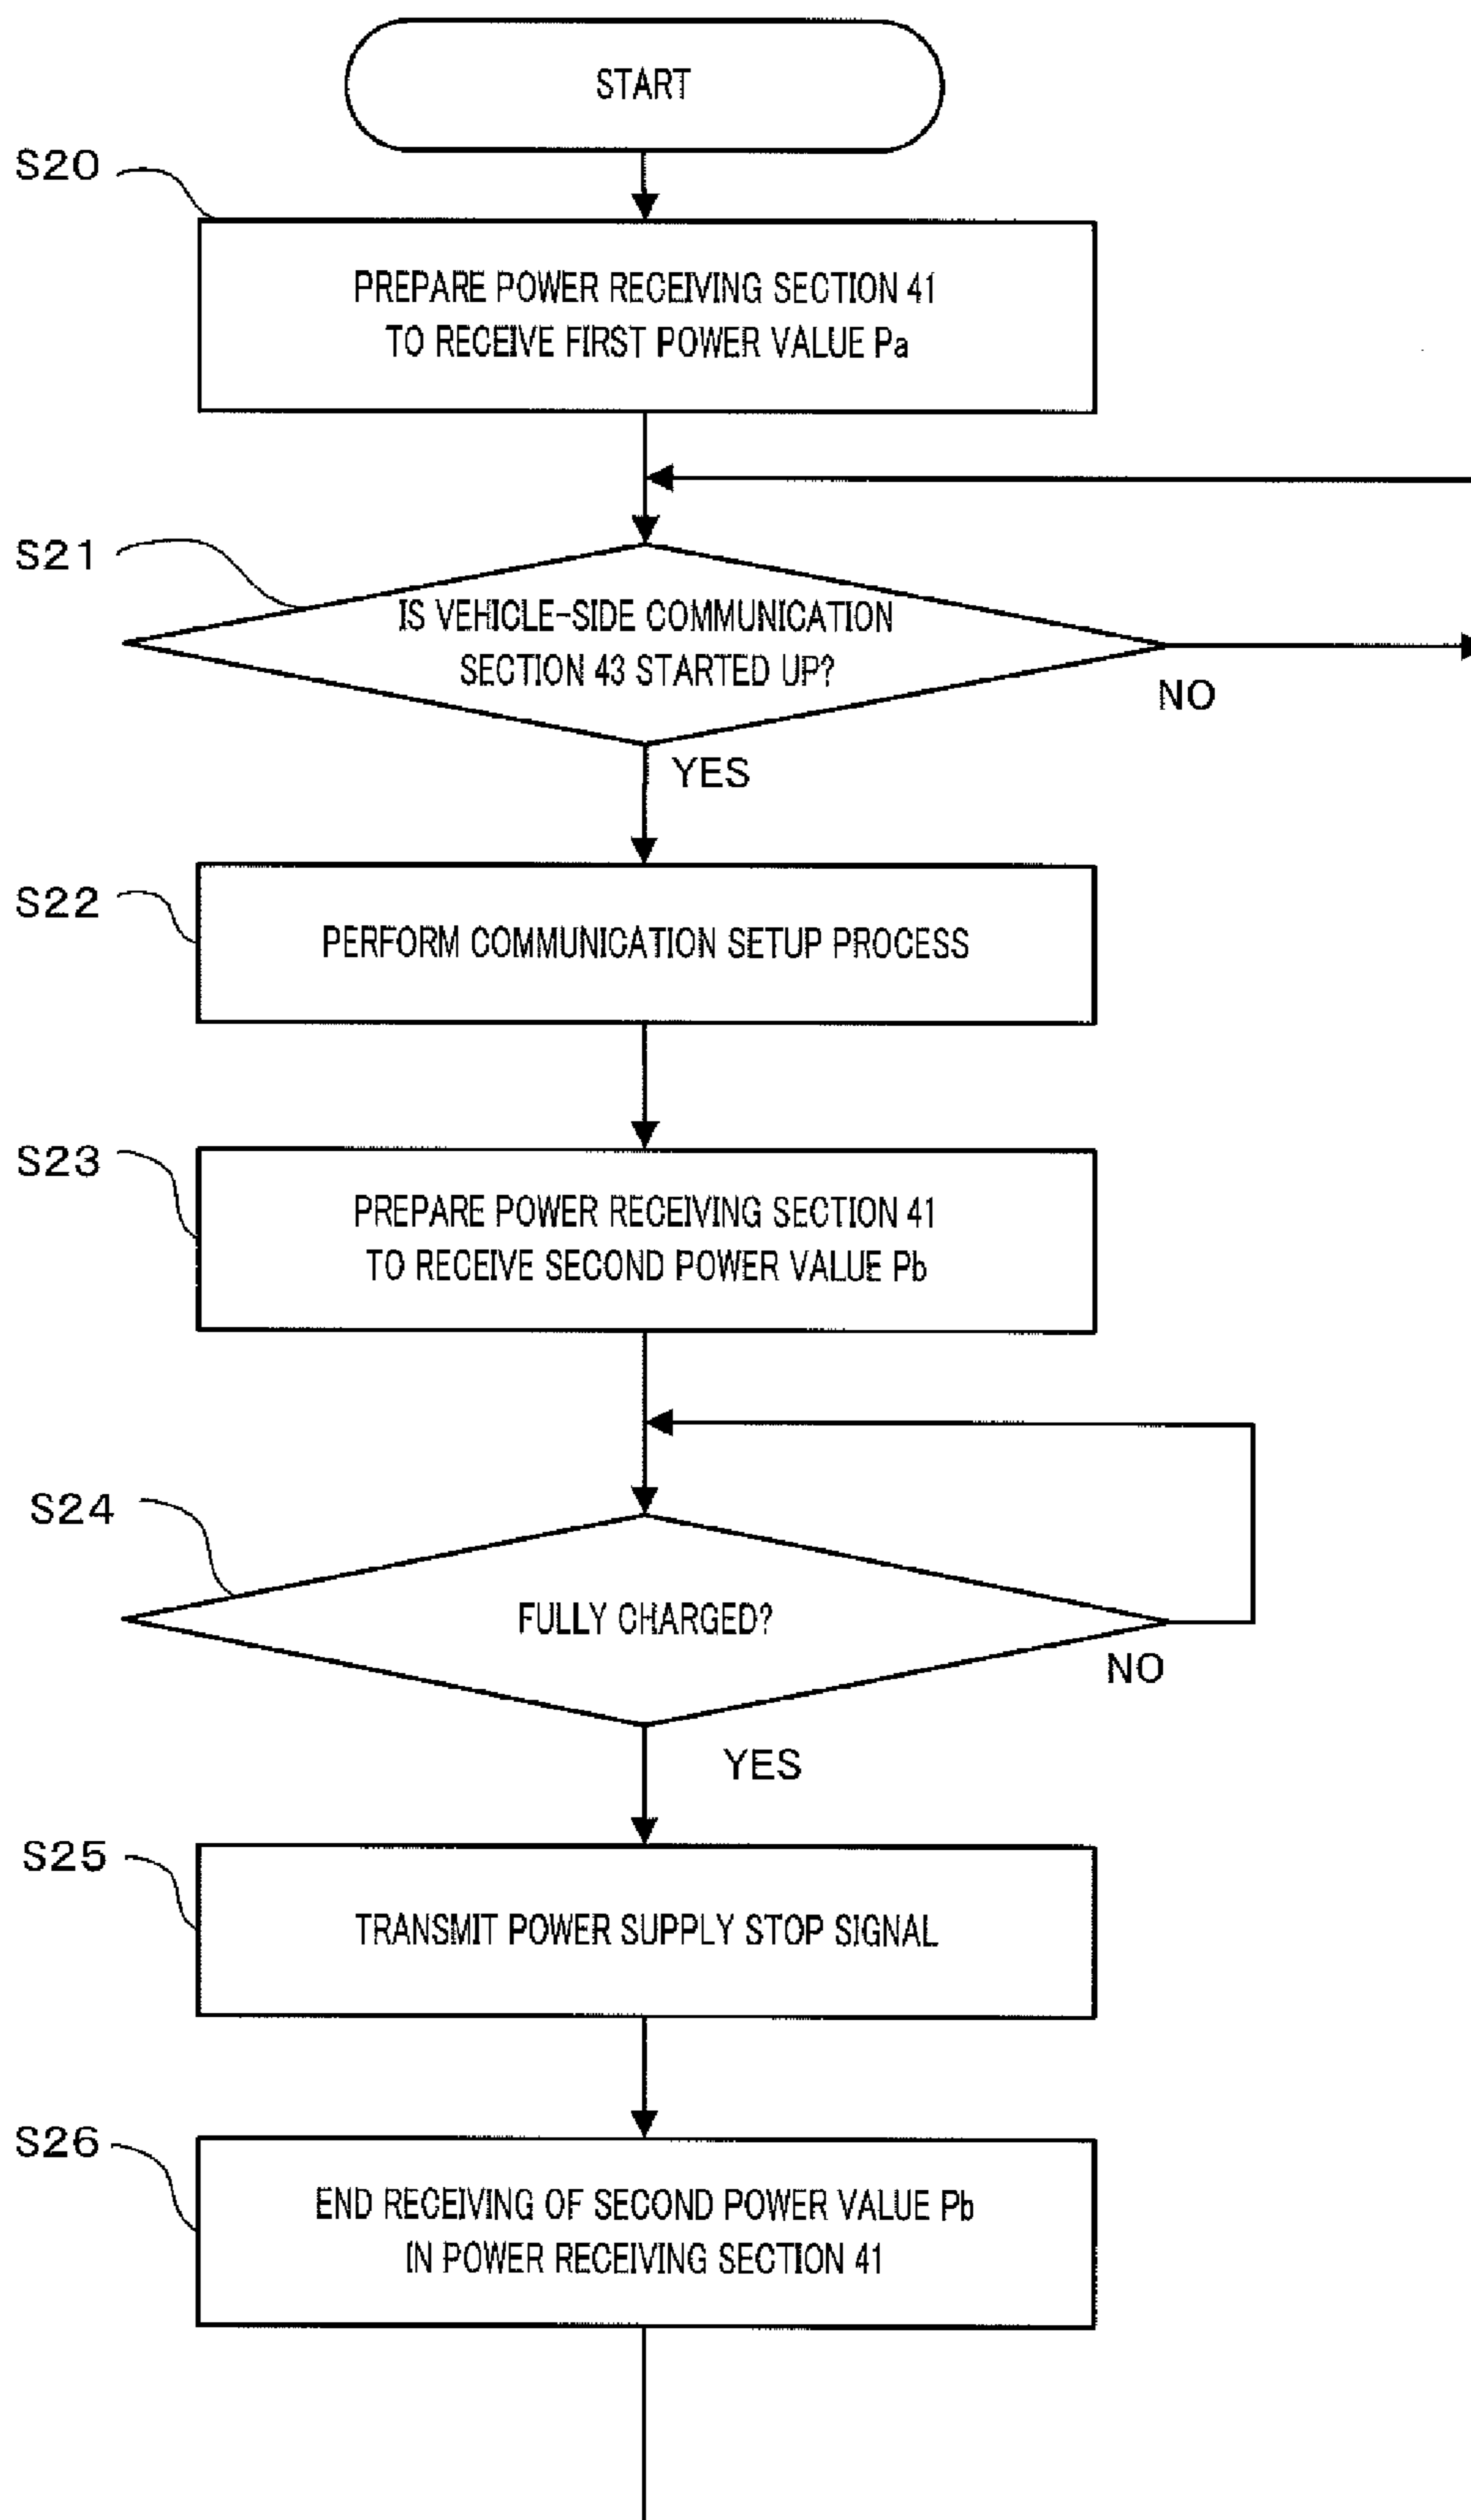 START
S20
PREPARE POWER RECEIVING SECTION 41
TO RECEIVE FIRST POWER VALUE Pa
S21
IS VEHICLE-SIDE COMMUNICATION
SECTION 43 STARTED UP?
NO
YES
S22
PERFORM COMMUNICATION SETUP PROCESS
S23
PREPARE POWER RECEIVING SECTION 41
TO RECEIVE SECOND POWER VALUE Pb
S24
FULLY CHARGED?
NO
YES
S25
TRANSMIT POWER SUPPLY STOP SIGNAL
S26
END RECEIVING OF SECOND POWER VALUE Pb
IN POWER RECEIVING SECTION 41